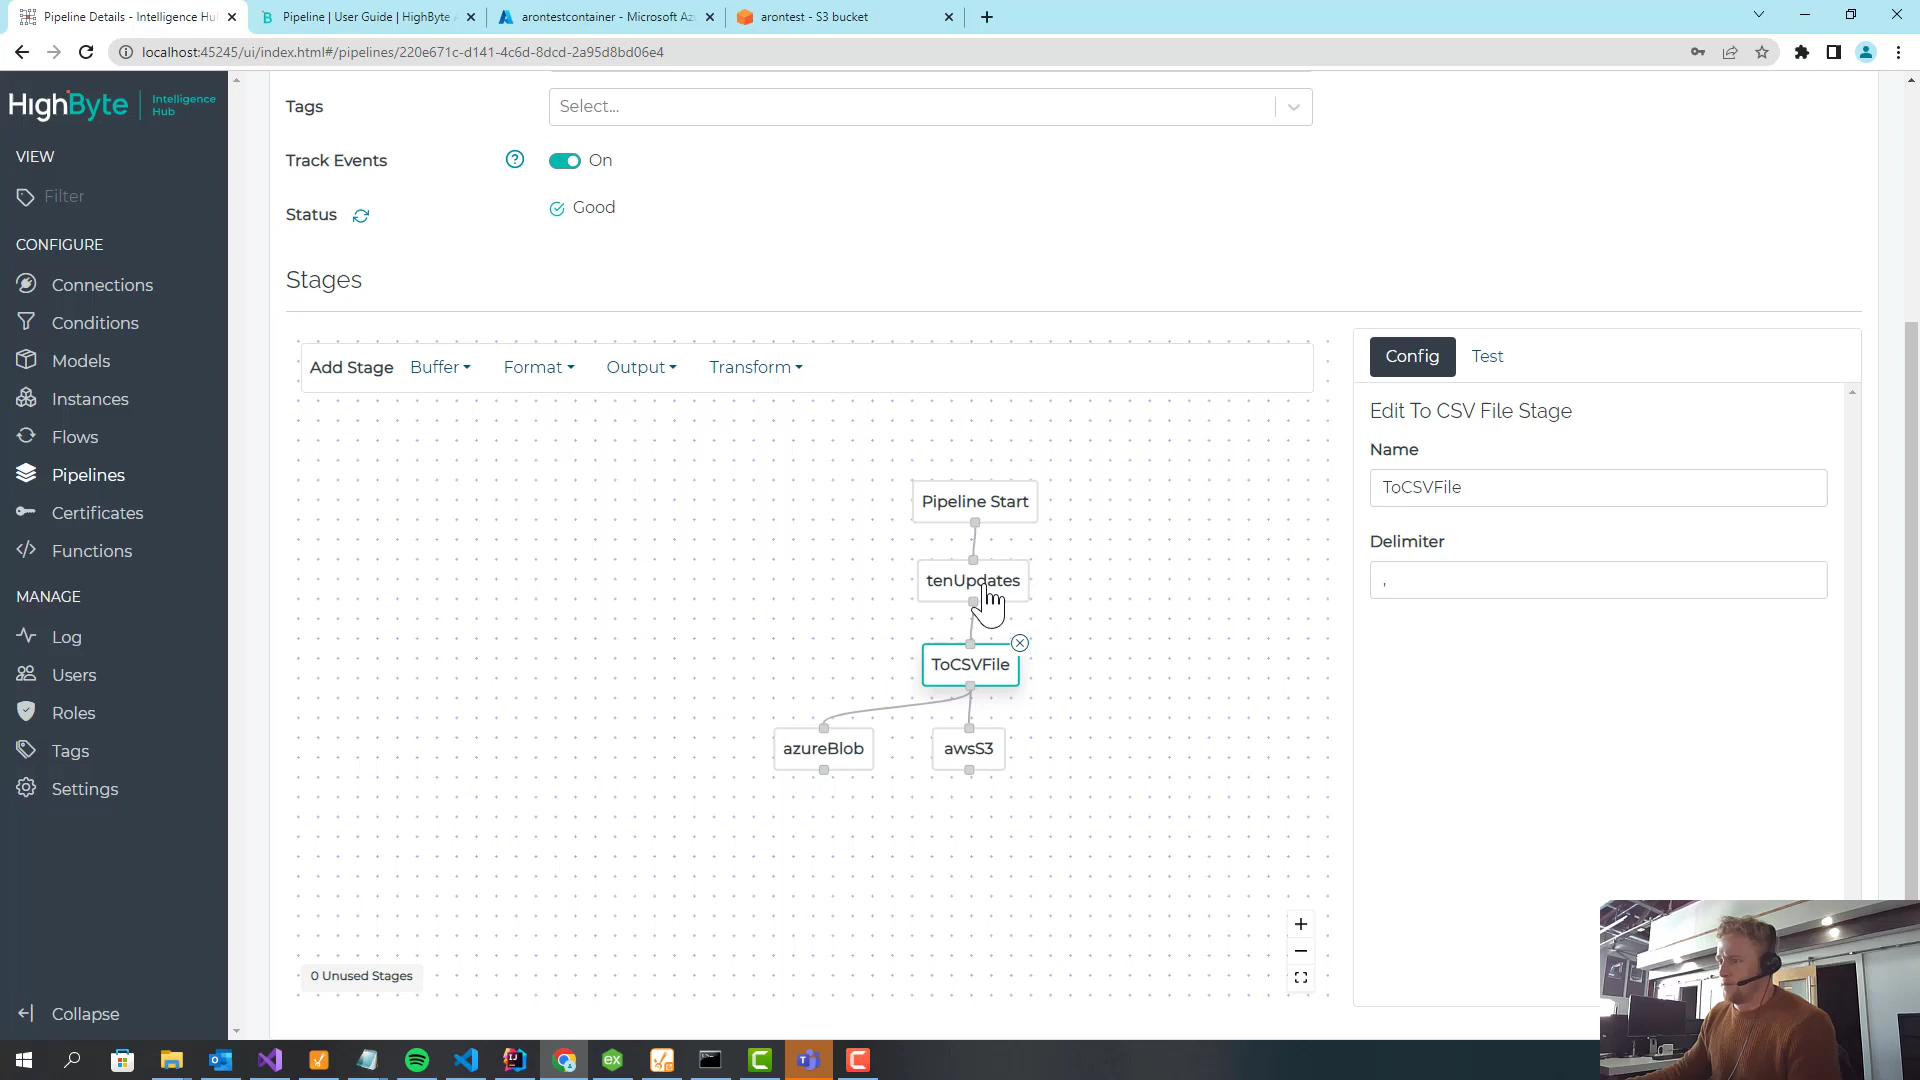 Pipeline Details - Intelligence Hu
Pipeline | User Guide | HighByte
arontestcontainer - Microsoft Az
arontest - S3 bucket
localhost:45245/ui/index.html#/pipelines/220e671c-d141-4c6d-8dcd-2a95d8bd06e4
HighByte Intelligence Hub
VIEW
Filter
CONFIGURE
Connections
Conditions
Models
Instances
Flows
Pipelines
Certificates
Functions
MANAGE
Log
Users
Roles
Tags
Settings
Collapse
Tags
Select...
Track Events
On
Status
Good
Stages
Add Stage Buffer Format Output Transform
Pipeline Start
tenUpdates
ToCSVFile
azureBlob
awsS3
0 Unused Stages
Config Test
Edit To CSV File Stage
Name
ToCSVFile
Delimiter
,